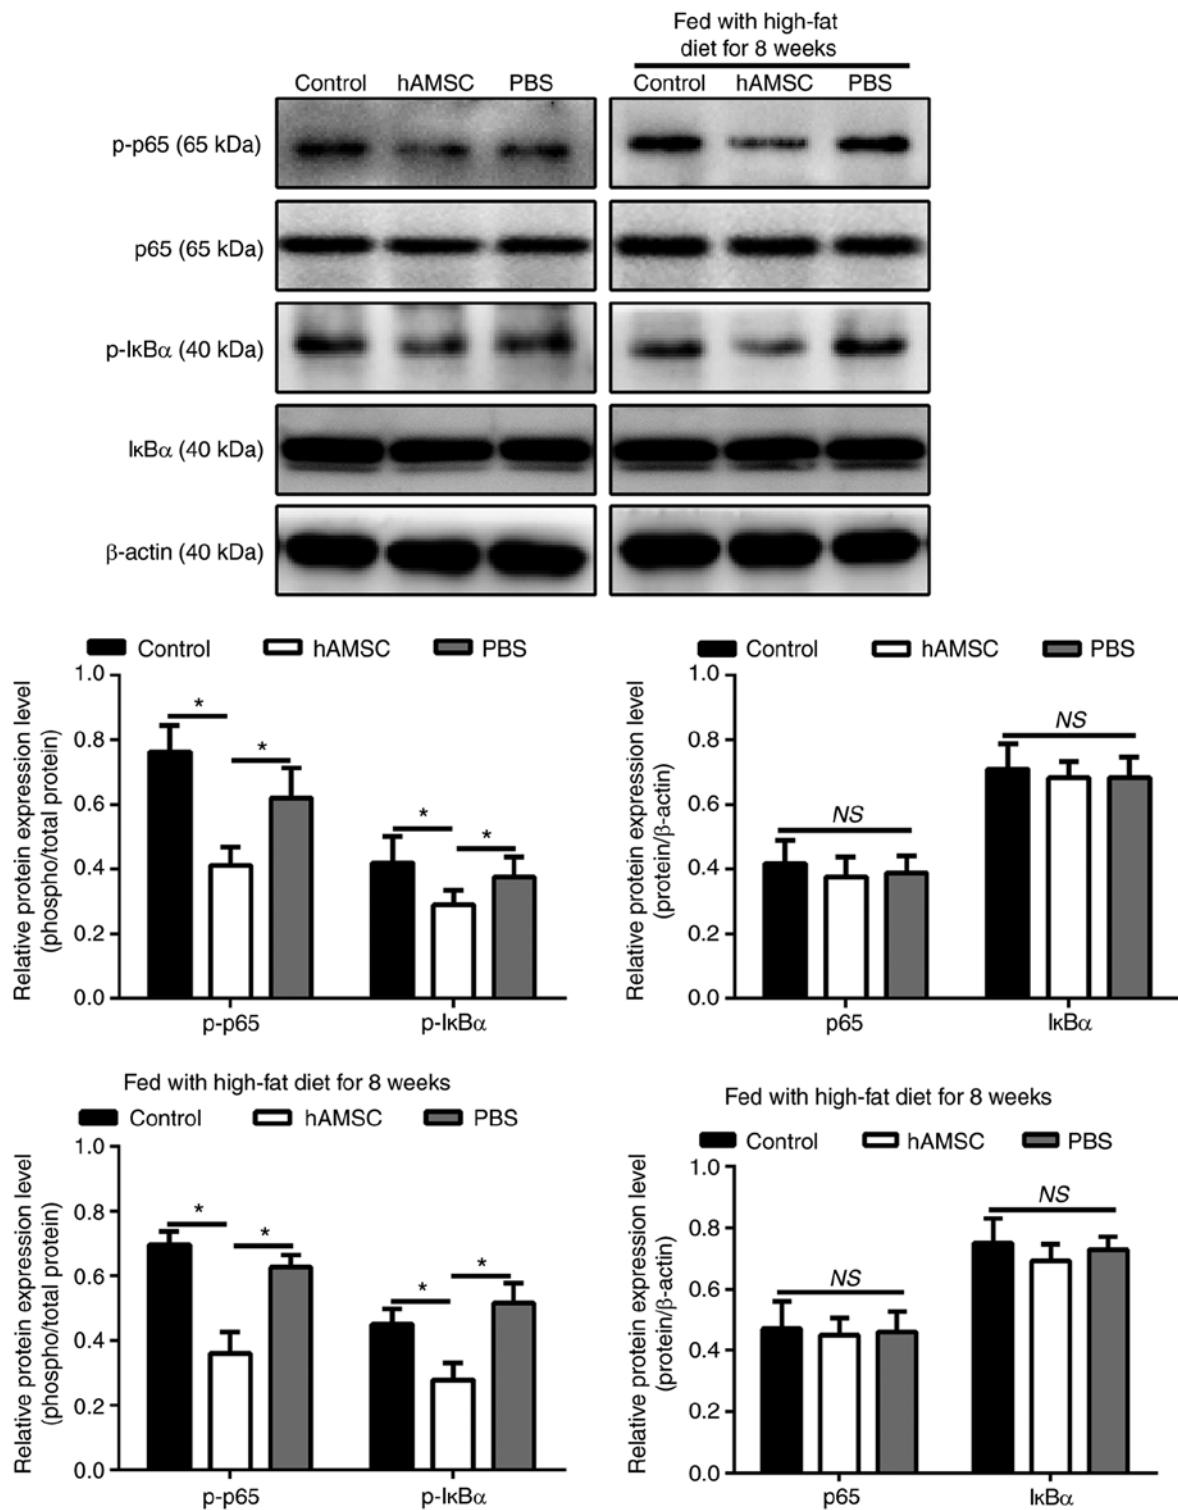 Fed with high-fat
diet for 8 weeks
Control hAMSC PBS Control hAMSC PBS
p-p65 (65 kDa)
p65 (65 kDa)
p-IκBα (40 kDa)
IκBα (40 kDa)
β-actin (40 kDa)
Control hAMSC PBS
Relative protein expression level
(phospho/total protein)
1.0
0.8
0.6
0.4
0.2
0.0
* * * *
p-p65 p-IκBα
Control hAMSC PBS
Relative protein expression level
(protein/β-actin)
1.0
0.8
0.6
0.4
0.2
0.0
NS NS
p65 IκBα
Fed with high-fat diet for 8 weeks
Control hAMSC PBS
Relative protein expression level
(phospho/total protein)
1.0
0.8
0.6
0.4
0.2
0.0
* * * *
p-p65 p-IκBα
Fed with high-fat diet for 8 weeks
Control hAMSC PBS
Relative protein expression level
(protein/β-actin)
1.0
0.8
0.6
0.4
0.2
0.0
NS NS
p65 IκBα